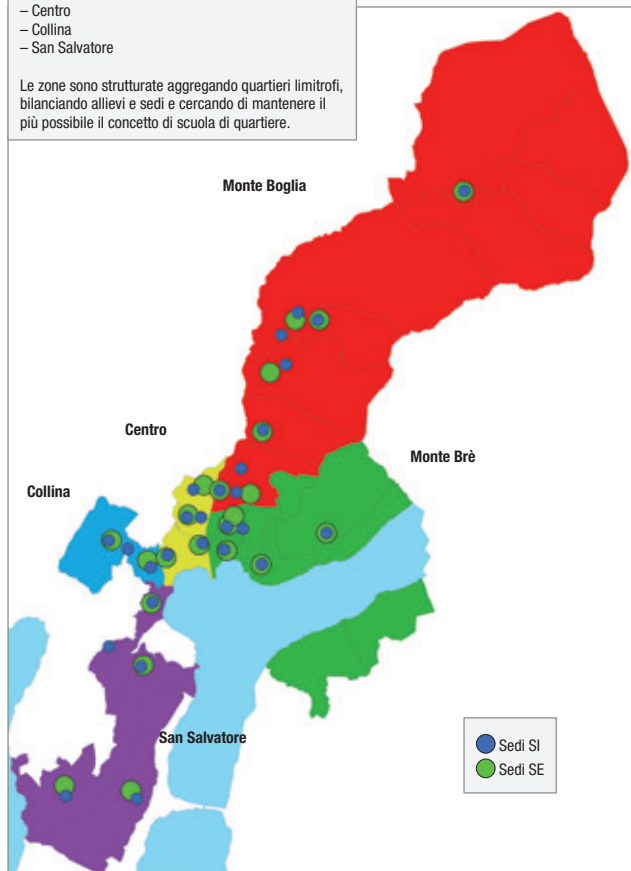 – Centro
– Collina
– San Salvatore
Le zone sono strutturate aggregando quartieri limitrofi,
bilanciando allievi e sedi e cercando di mantenere il
più possibile il concetto di scuola di quartiere.
Monte Boglia
Centro
Monte Brè
Collina
San Salvatore
Sedi SI
Sedi SE